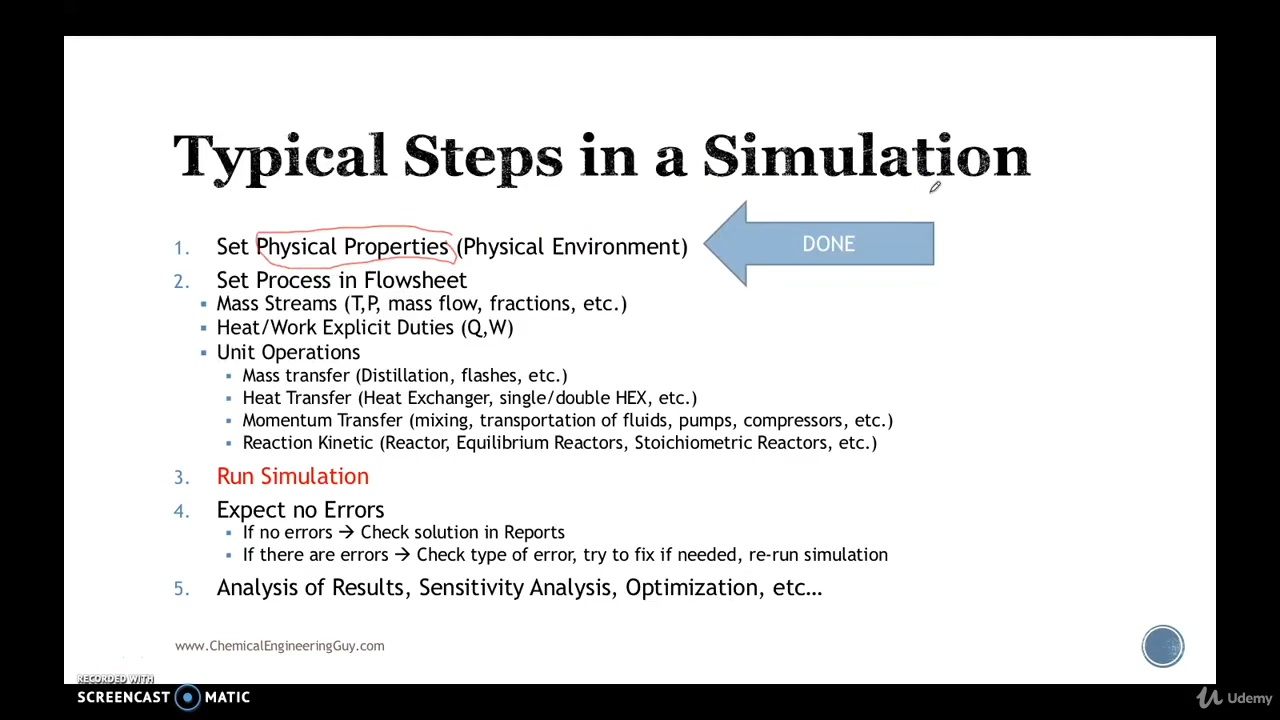 Typical Steps in a Simulation
1. Set Physical Properties (Physical Environment)
DONE
2. Set Process in Flowsheet
▪ Mass Streams (T,P, mass flow, fractions, etc.)
▪ Heat/Work Explicit Duties (Q,W)
▪ Unit Operations
▪ Mass transfer (Distillation, flashes, etc.)
▪ Heat Transfer (Heat Exchanger, single/double HEX, etc.)
▪ Momentum Transfer (mixing, transportation of fluids, pumps, compressors, etc.)
▪ Reaction Kinetic (Reactor, Equilibrium Reactors, Stoichiometric Reactors, etc.)
3. Run Simulation
4. Expect no Errors
▪ If no errors → Check solution in Reports
▪ If there are errors → Check type of error, try to fix if needed, re-run simulation
5. Analysis of Results, Sensitivity Analysis, Optimization, etc…
www.ChemicalEngineeringGuy.com
RECORDED WITH
SCREENCAST MATIC
Udemy